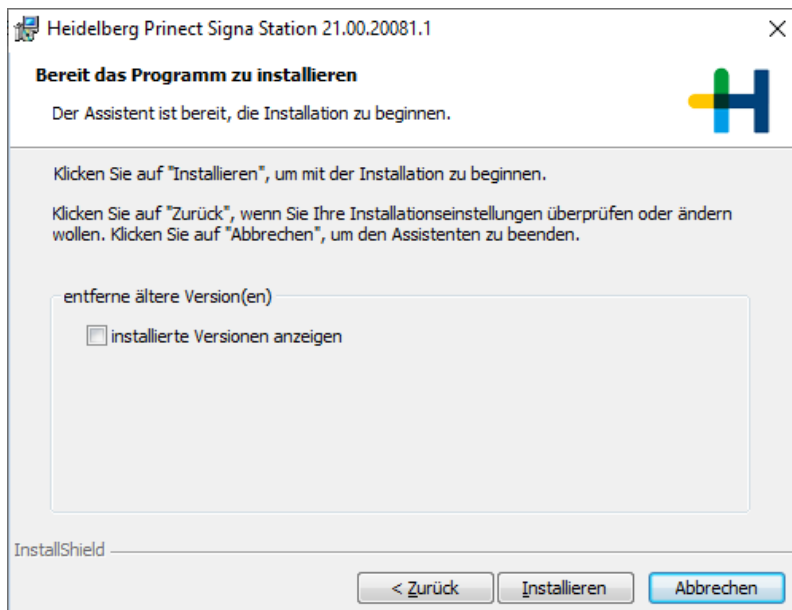 Heidelberg Prinect Signa Station 21.00.20081.1
Bereit das Programm zu installieren
Der Assistent ist bereit, die Installation zu beginnen.
Klicken Sie auf "Installieren", um mit der Installation zu beginnen.
Klicken Sie auf "Zurück", wenn Sie Ihre Installationseinstellungen überprüfen oder ändern
wollen. Klicken Sie auf "Abbrechen", um den Assistenten zu beenden.
entferne ältere Version(en)
installierte Versionen anzeigen
InstallShield
< Zurück
Installieren
Abbrechen